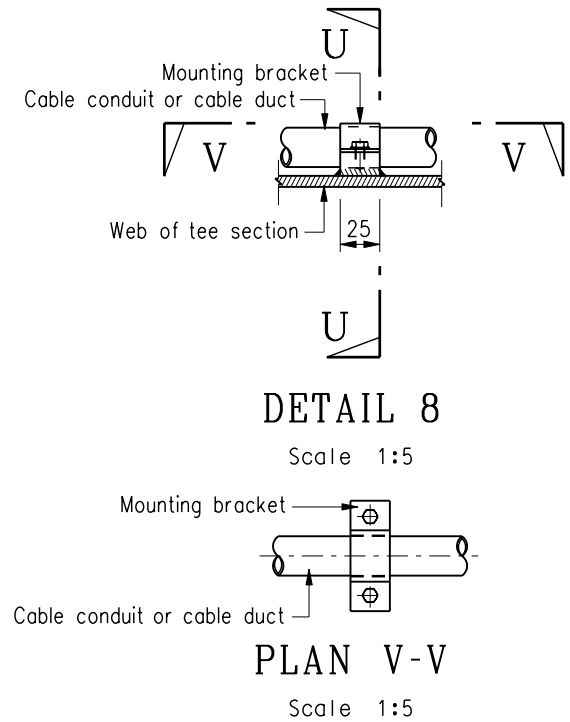 U
Mounting bracket
Cable conduit or cable duct
V V
Web of tee section
25
U
DETAIL 8
Scale 1:5
Mounting bracket
Cable conduit or cable duct
PLAN V-V
Scale 1:5